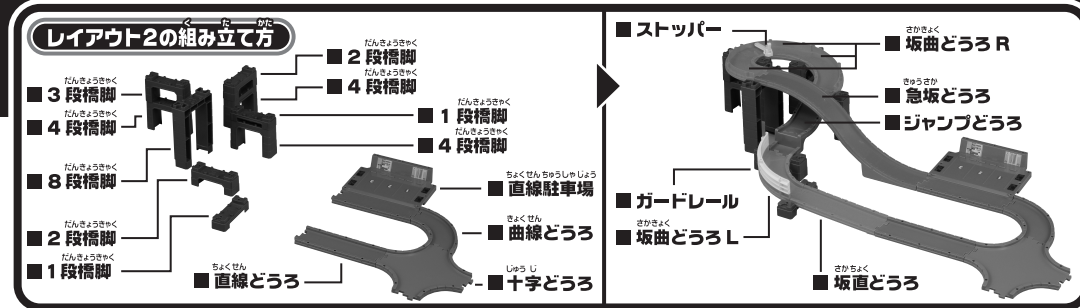 レイアウト2の組み立て方
■ 3 段橋脚
■ 4 段橋脚
■ 8 段橋脚
■ 2 段橋脚
■ 1 段橋脚
■ 2 段橋脚
■ 4 段橋脚
■ 1 段橋脚
■ 4 段橋脚
■ 直線駐車場
■ 曲線どうろ
■ 十字どうろ
■ 直線どうろ
■ ストッパー
■ 坂曲どうろ R
■ 急坂どうろ
■ ジャンプどうろ
■ ガードレール
■ 坂曲どうろ L
■ 坂直どうろ